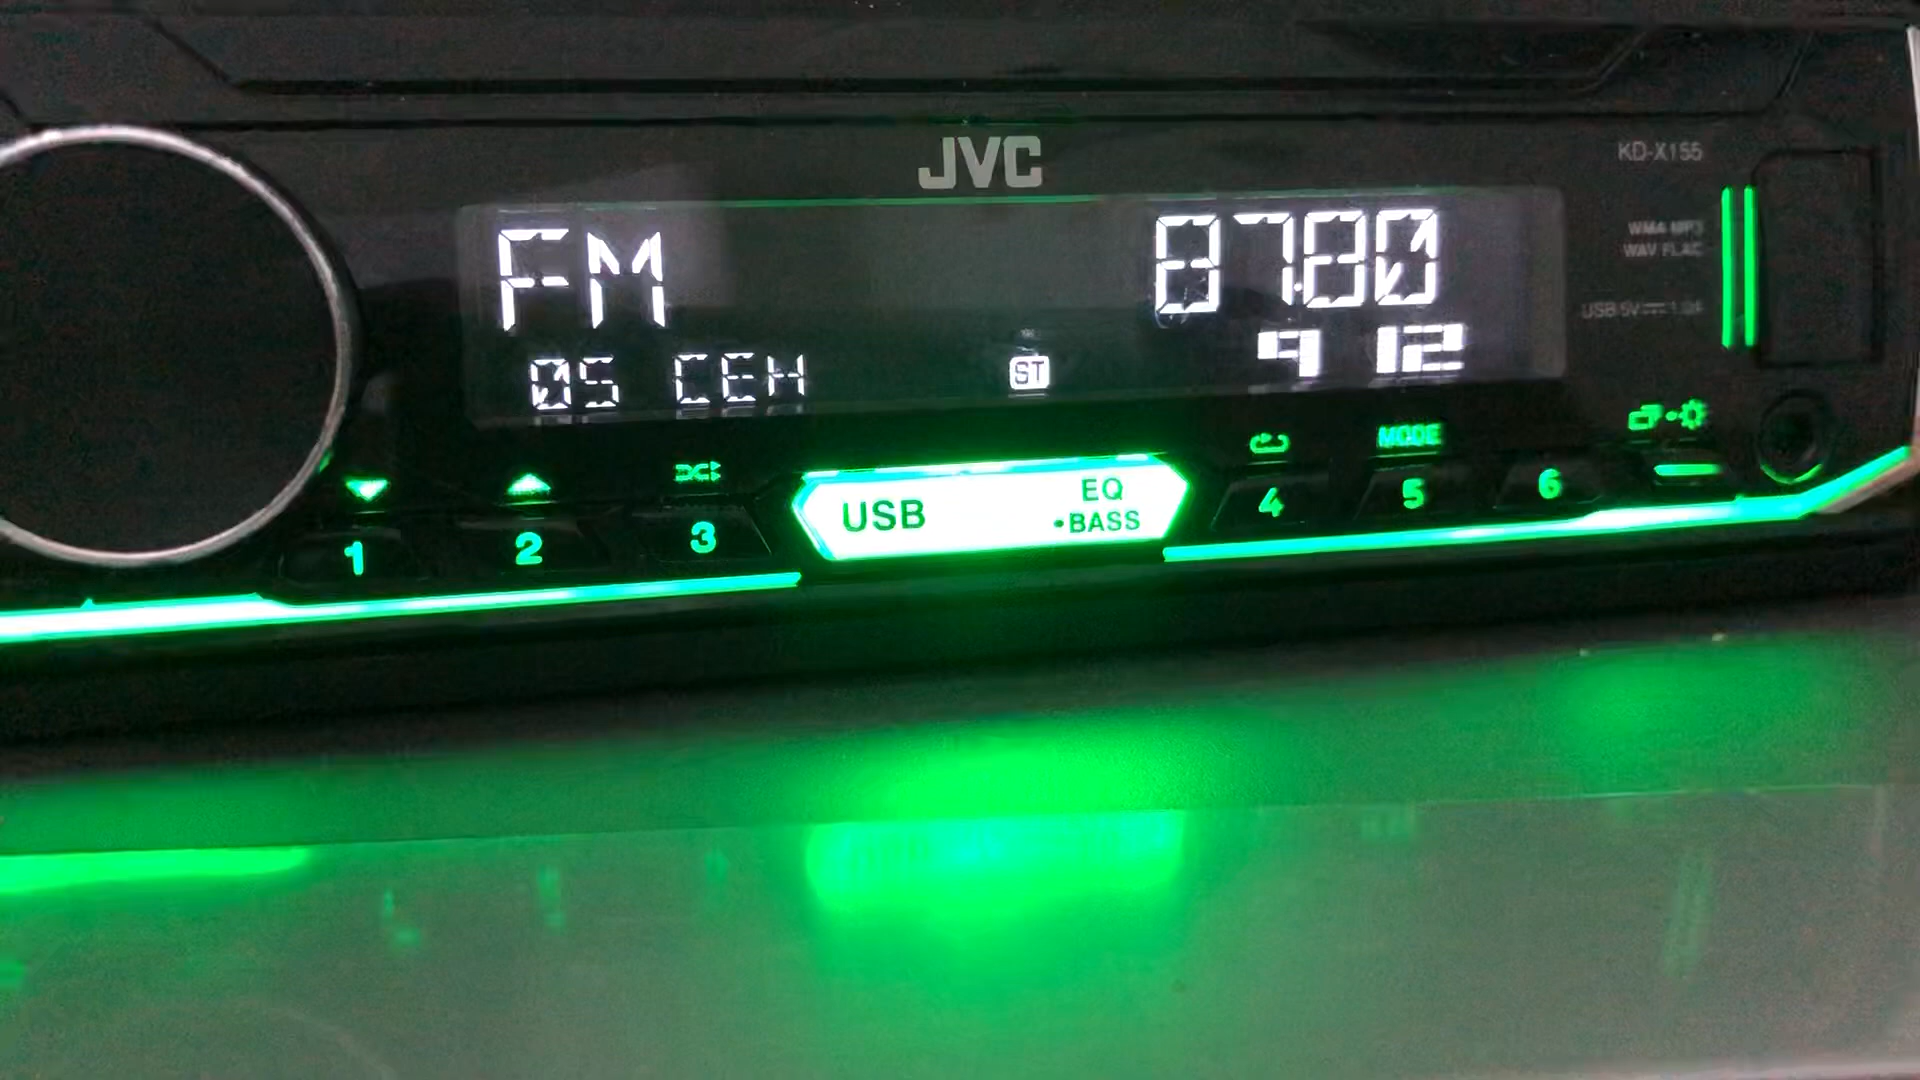 JVC
KD-X155
FM 87.80
WMA MP3
WAV FLAC
USB 5V
05 СЕН ST 9 12
MODE
USB EQ
•BASS
1 2 3 4 5 6